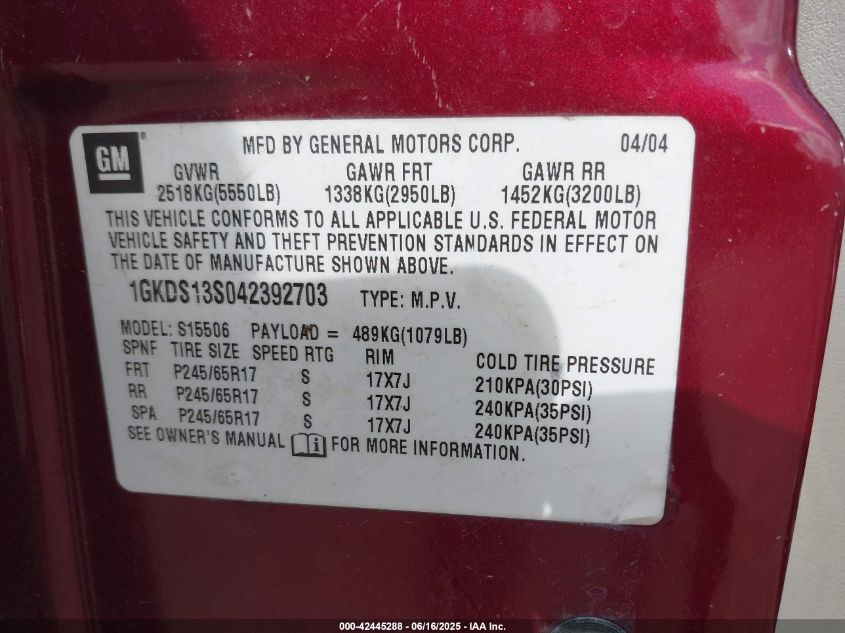 GM ® MFD BY GENERAL MOTORS CORP. 04/04
GVWR GAWR FRT GAWR RR
2518KG(5550LB) 1338KG(2950LB) 1452KG(3200LB)
THIS VEHICLE CONFORMS TO ALL APPLICABLE U.S. FEDERAL MOTOR
VEHICLE SAFETY AND THEFT PREVENTION STANDARDS IN EFFECT ON
THE DATE OF MANUFACTURE SHOWN ABOVE.
1GKDS13S042392703 TYPE: M.P.V.
MODEL: S15506 PAYLOAD = 489KG(1079LB)
SPNF TIRE SIZE SPEED RTG RIM COLD TIRE PRESSURE
FRT P245/65R17 S 17X7J 210KPA(30PSI)
RR P245/65R17 S 17X7J 240KPA(35PSI)
SPA P245/65R17 S 17X7J 240KPA(35PSI)
SEE OWNER'S MANUAL i FOR MORE INFORMATION.
000-42445288 - 06/16/2025 - IAA Inc.